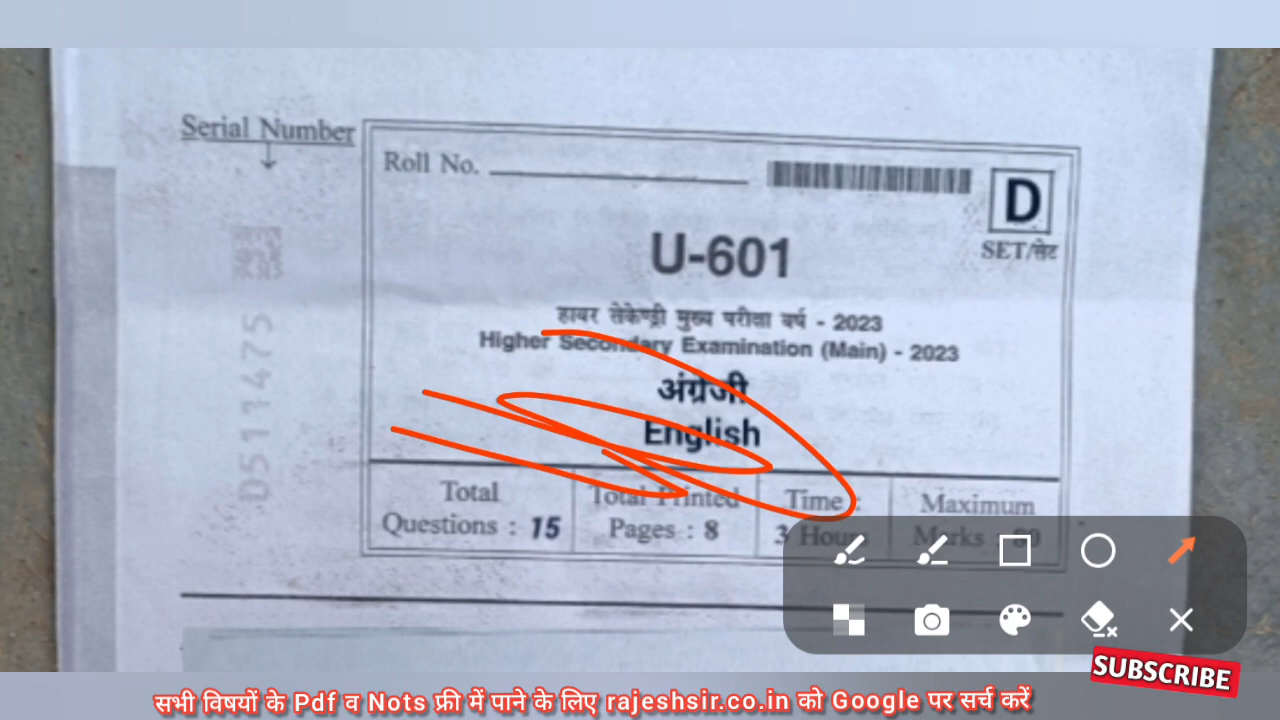 Serial Number
Roll No.
D
SET/सेट
U-601
D511475
हायर सेकेण्ड्री मुख्य परीक्षा वर्ष - 2023
Higher Secondary Examination (Main) - 2023
अंग्रेजी
English
Total Questions : 15
Total Printed Pages : 8
Time : 3 Hours
Maximum Marks : 80
SUBSCRIBE
सभी विषयों के Pdf व Nots फ्री में पाने के लिए rajeshsir.co.in को Google पर सर्च करें